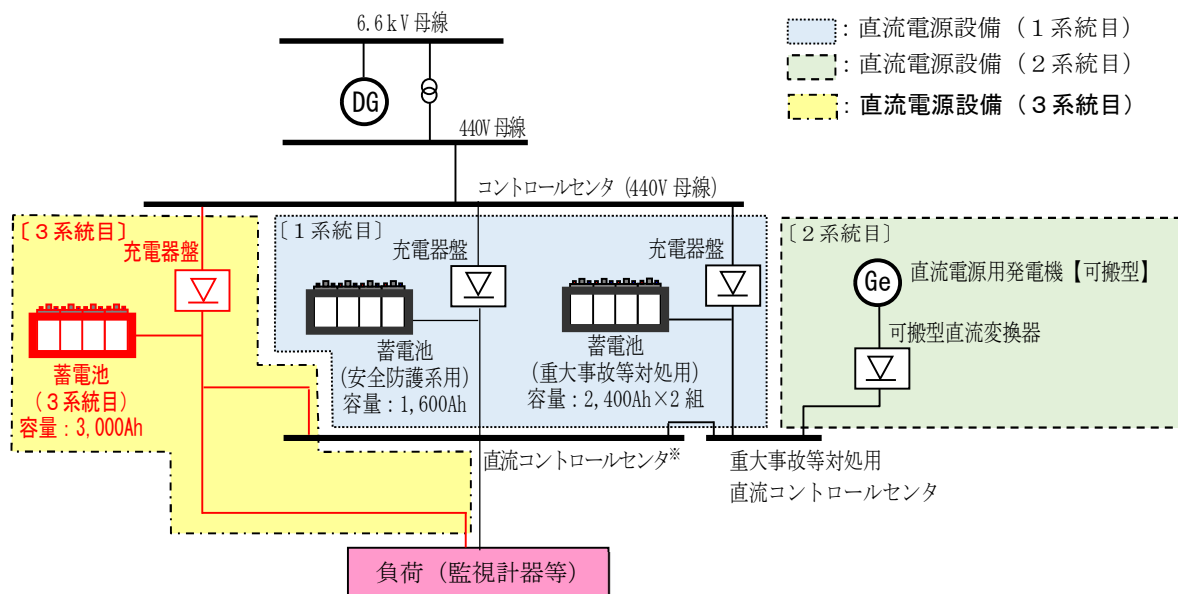 6.6kV 母線
DG
440V 母線
コントロールセンタ (440V 母線)
：直流電源設備（１系統目）
：直流電源設備（２系統目）
：直流電源設備（３系統目）
〔３系統目〕
充電器盤
蓄電池
(３系統目)
容量：3,000Ah
〔１系統目〕
充電器盤
蓄電池
(安全防護系用)
容量：1,600Ah
充電器盤
蓄電池
(重大事故等対処用)
容量：2,400Ah×2 組
〔２系統目〕
Ge
直流電源用発電機【可搬型】
可搬型直流変換器
直流コントロールセンタ※
重大事故等対処用
直流コントロールセンタ
負荷（監視計器等）